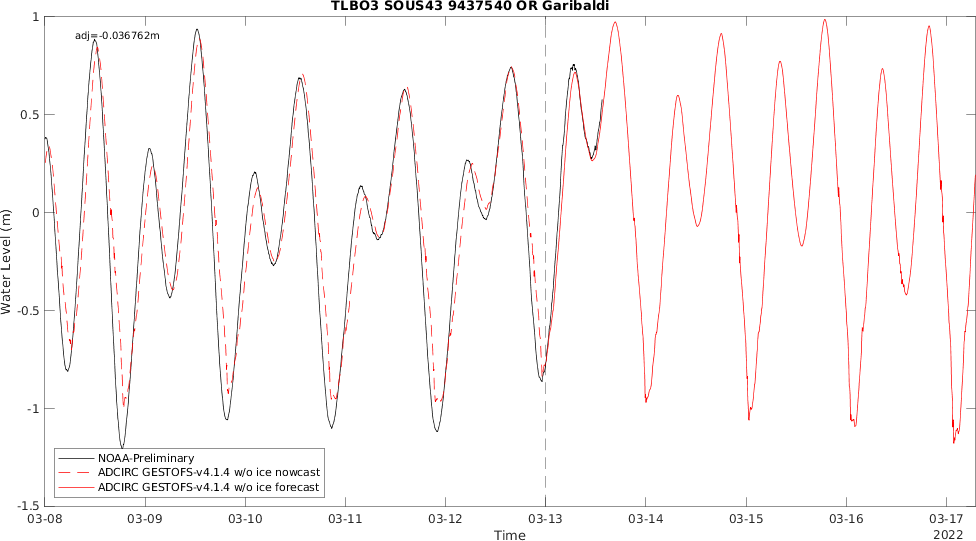 TLBO3 SOUS43 9437540 OR Garibaldi
adj=-0.036762m
1
0.5
0
-0.5
-1
-1.5
Water Level (m)
NOAA-Preliminary
ADCIRC GESTOFS-v4.1.4 w/o ice nowcast
ADCIRC GESTOFS-v4.1.4 w/o ice forecast
03-08 03-09 03-10 03-11 03-12 03-13 03-14 03-15 03-16 03-17
Time
2022